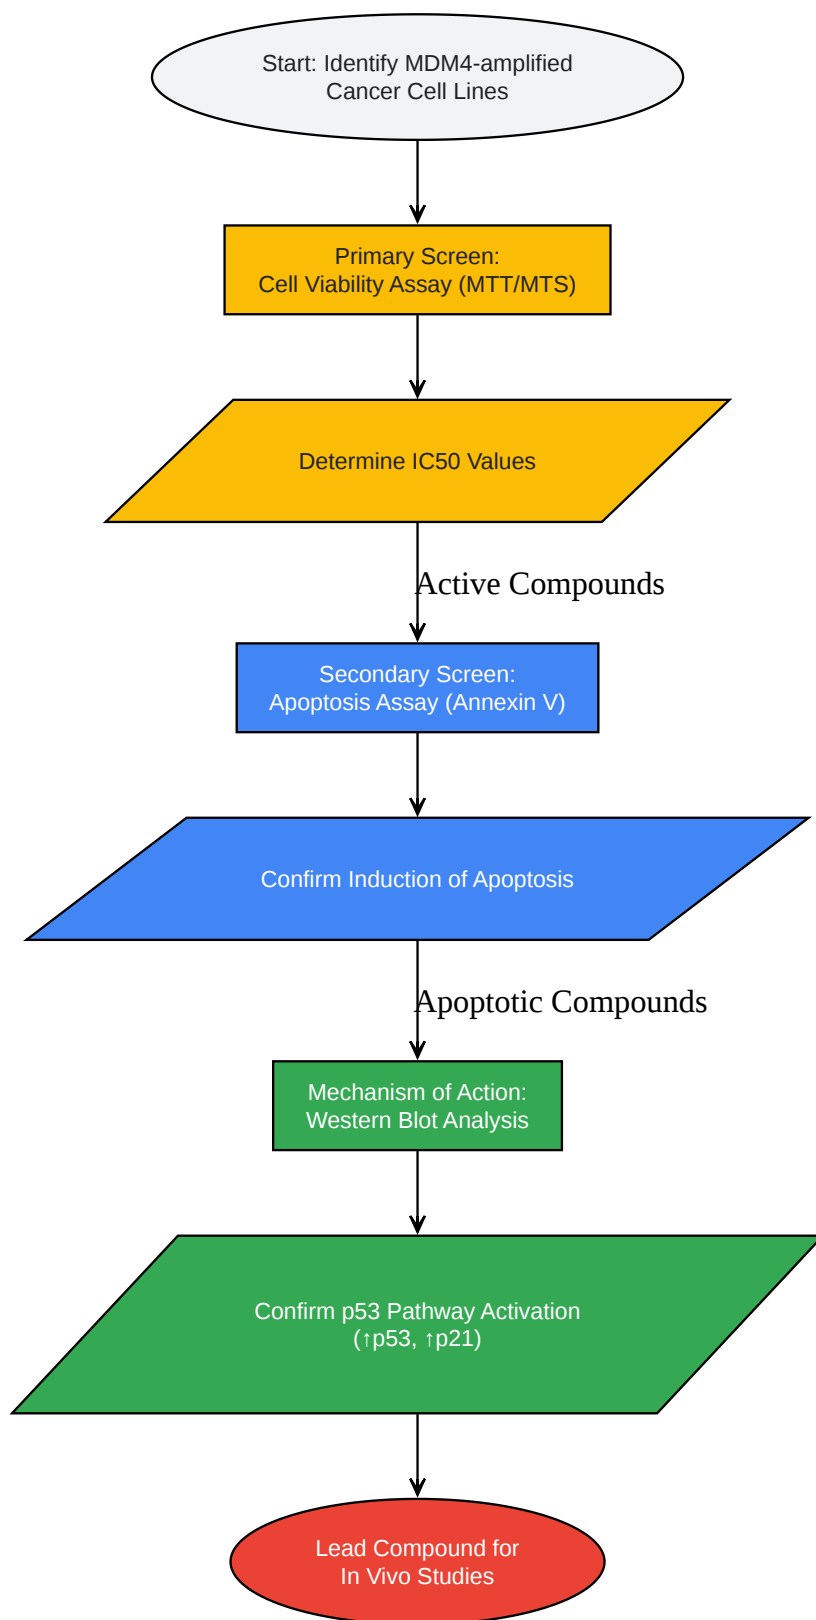 Start: Identify MDM4-amplified
Cancer Cell Lines
Primary Screen:
Cell Viability Assay (MTT/MTS)
Determine IC50 Values
Active Compounds
Secondary Screen:
Apoptosis Assay (Annexin V)
Confirm Induction of Apoptosis
Apoptotic Compounds
Mechanism of Action:
Western Blot Analysis
Confirm p53 Pathway Activation
(↑p53, ↑p21)
Lead Compound for
In Vivo Studies